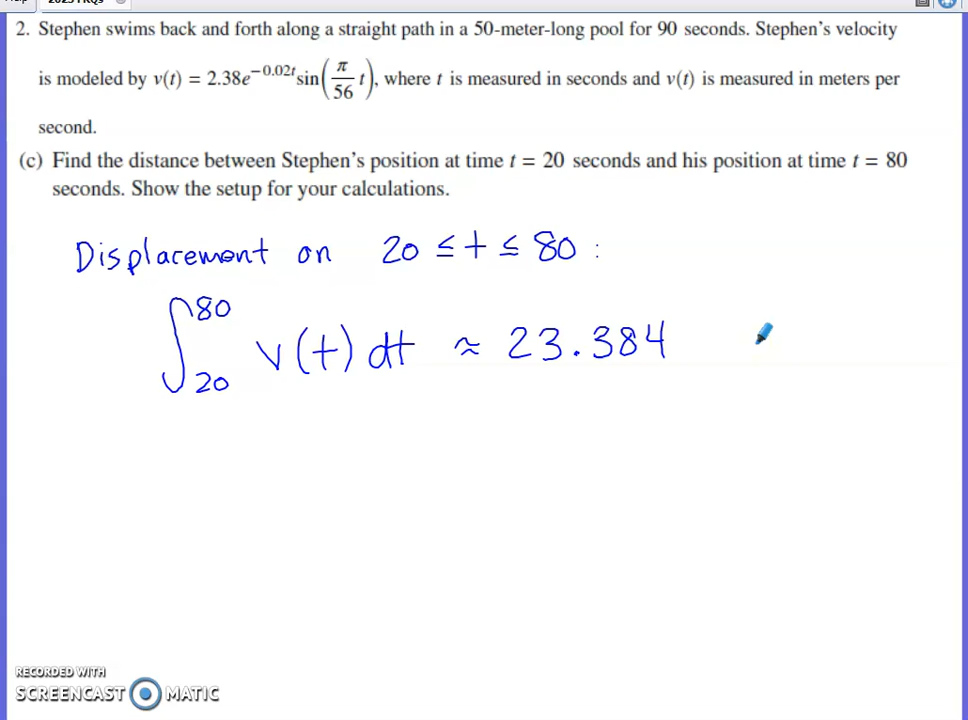 2. Stephen swims back and forth along a straight path in a 50-meter-long pool for 90 seconds. Stephen's velocity
is modeled by v(t) = 2.38e^{-0.02t} sin(π/56 t), where t is measured in seconds and v(t) is measured in meters per
second.
(c) Find the distance between Stephen's position at time t = 20 seconds and his position at time t = 80
seconds. Show the setup for your calculations.
Displacement on 20 ≤ t ≤ 80 :
∫_{20}^{80} v(t) dt ≈ 23.384
RECORDED WITH
SCREENCAST MATIC